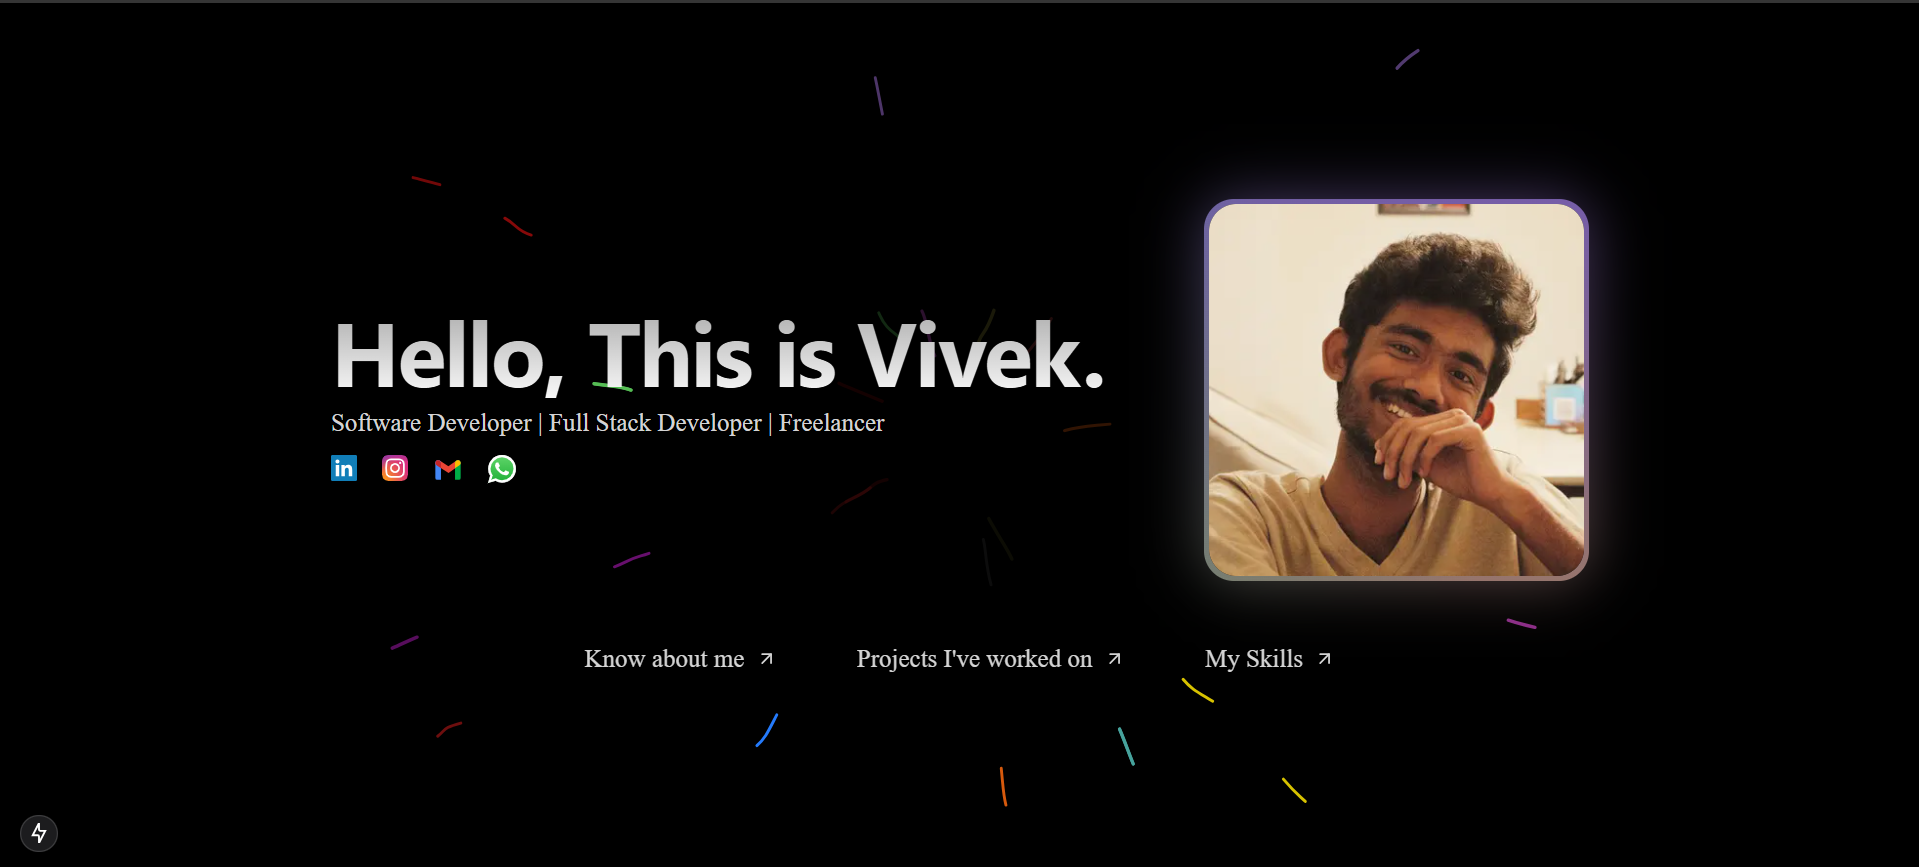 Hello, This is Vivek.
Software Developer | Full Stack Developer | Freelancer
in
Know about me
Projects I've worked on
My Skills